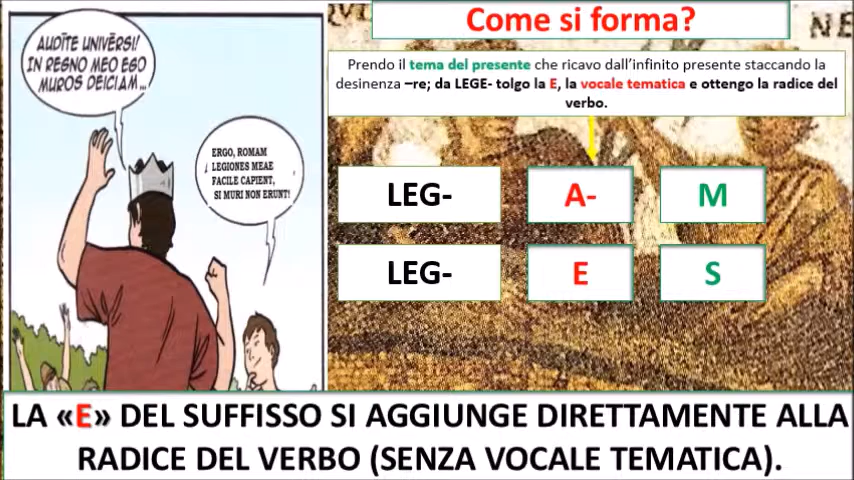 Come si forma?
NE
AUDĪTE UNIVĒRSI!
IN REGNO MEO EGO
MUROS DEICIAM...
Prendo il tema del presente che ricavo dall'infinito presente staccando la
desinenza –re; da LEGE- tolgo la E, la vocale tematica e ottengo la radice del
verbo.
ERGO, ROMAM
LEGIONES MEAE
FACILE CAPIENT,
SI MURI NON ERUNT!
LEG-
A-
M
LEG-
E
S
LA «E» DEL SUFFISSO SI AGGIUNGE DIRETTAMENTE ALLA
RADICE DEL VERBO (SENZA VOCALE TEMATICA).